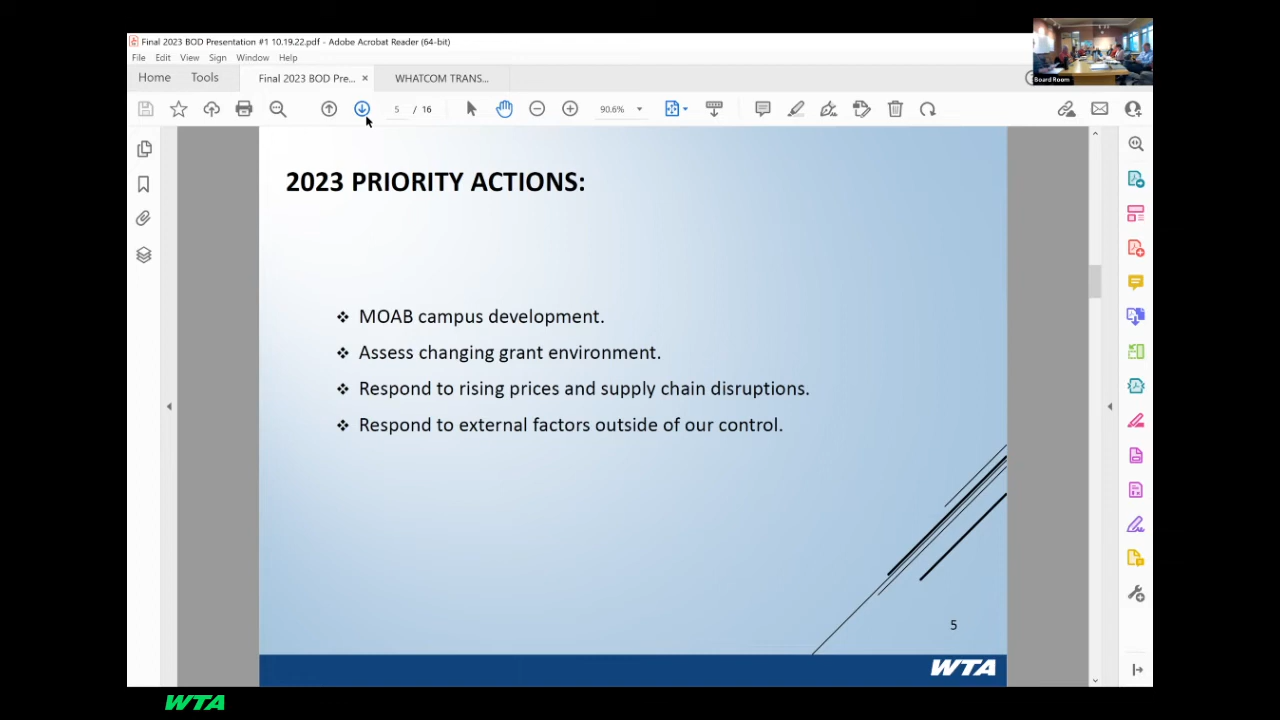 Final 2023 BOD Presentation #1 10.19.22.pdf - Adobe Acrobat Reader (64-bit)
File Edit View Sign Window Help
Home Tools Final 2023 BOD Pre... × WHATCOM TRANS...
5 / 16 90.6%
Board Room
2023 PRIORITY ACTIONS:
❖ MOAB campus development.
❖ Assess changing grant environment.
❖ Respond to rising prices and supply chain disruptions.
❖ Respond to external factors outside of our control.
5
WTA
WTA